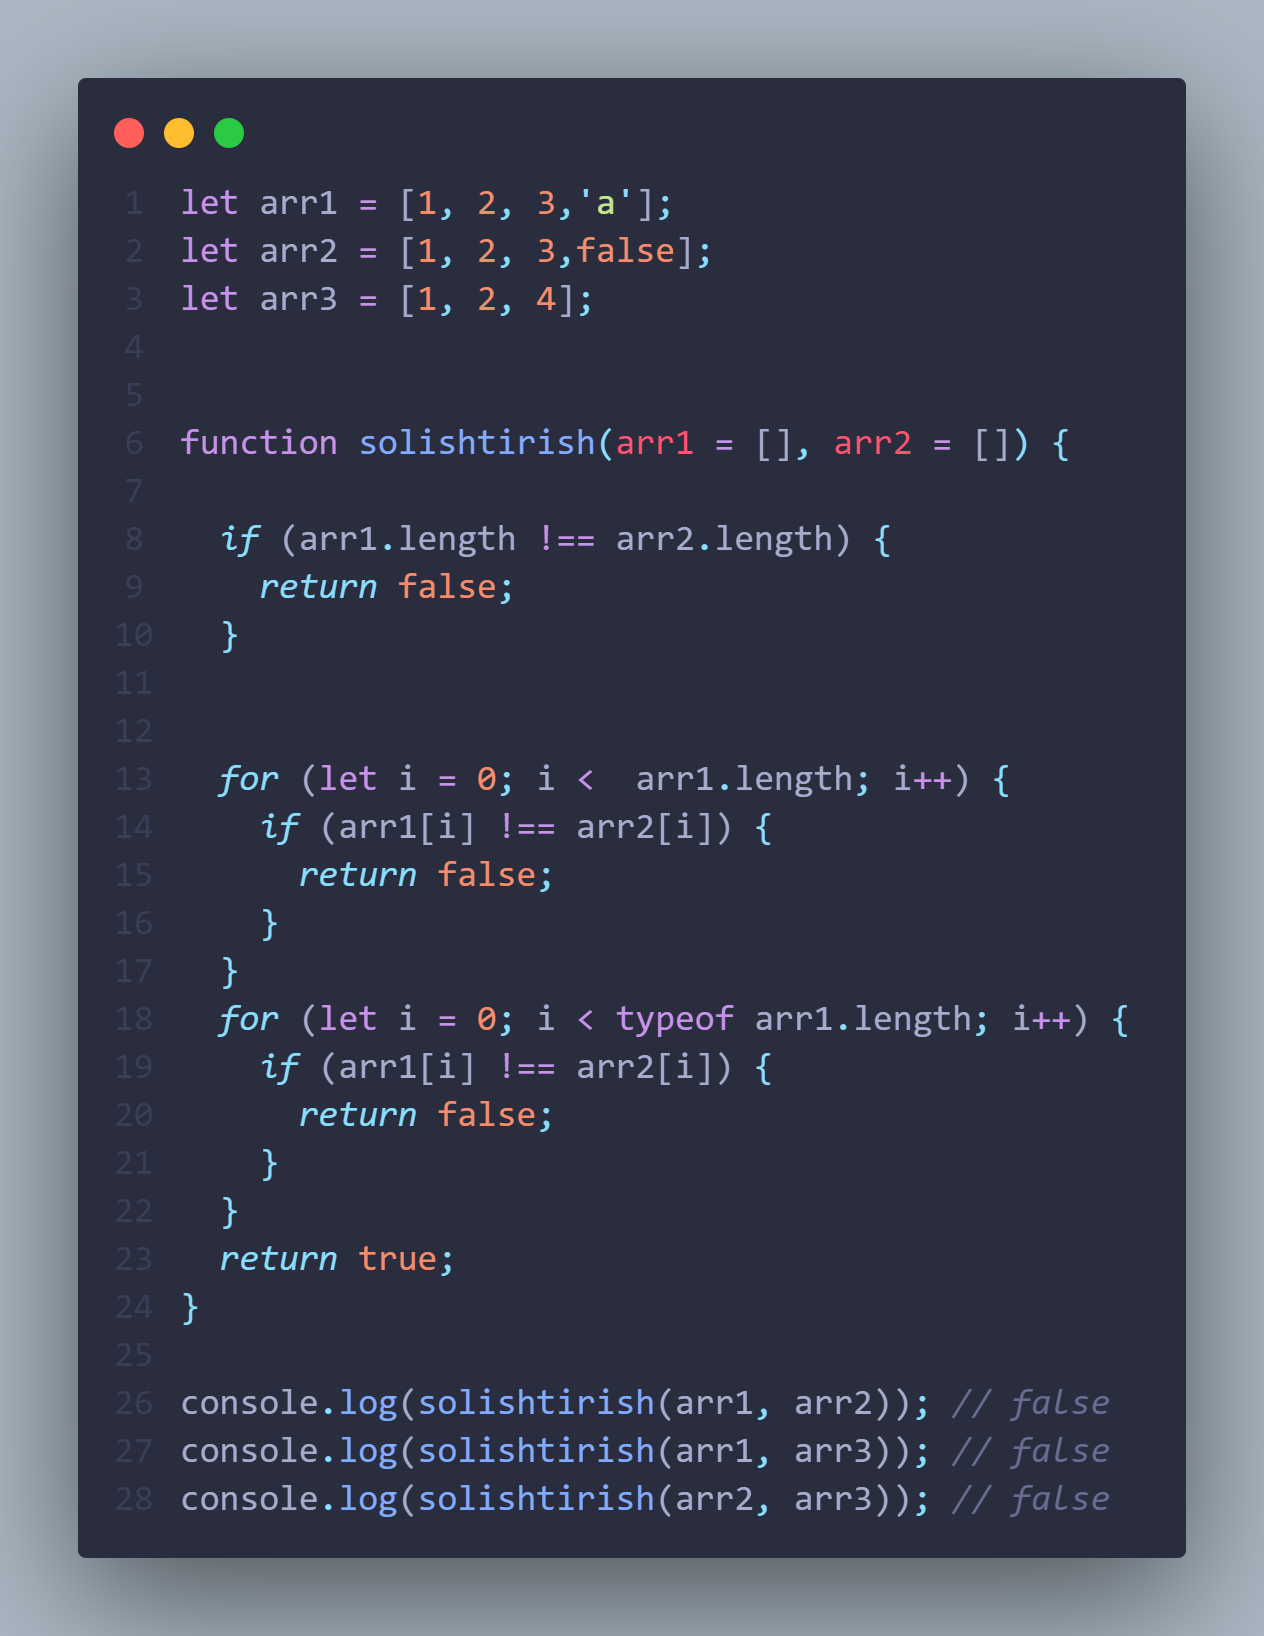 1 let arr1 = [1, 2, 3,'a'];
2 let arr2 = [1, 2, 3,false];
3 let arr3 = [1, 2, 4];
4
5
6 function solishtirish(arr1 = [], arr2 = []) {
7
8   if (arr1.length !== arr2.length) {
9     return false;
10   }
11
12
13   for (let i = 0; i <  arr1.length; i++) {
14     if (arr1[i] !== arr2[i]) {
15       return false;
16     }
17   }
18   for (let i = 0; i < typeof arr1.length; i++) {
19     if (arr1[i] !== arr2[i]) {
20       return false;
21     }
22   }
23   return true;
24 }
25
26 console.log(solishtirish(arr1, arr2)); // false
27 console.log(solishtirish(arr1, arr3)); // false
28 console.log(solishtirish(arr2, arr3)); // false